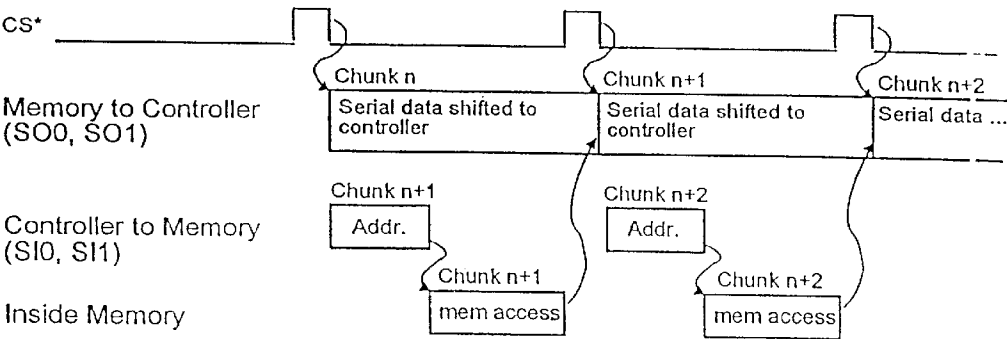 CS*
Chunk n
Chunk n+1
Chunk n+2
Memory to Controller
(SO0, SO1)
Serial data shifted to
controller
Serial data shifted to
controller
Serial data ...
Chunk n+1
Chunk n+2
Controller to Memory
(SI0, SI1)
Addr.
Addr.
Chunk n+1
Chunk n+2
Inside Memory
mem access
mem access